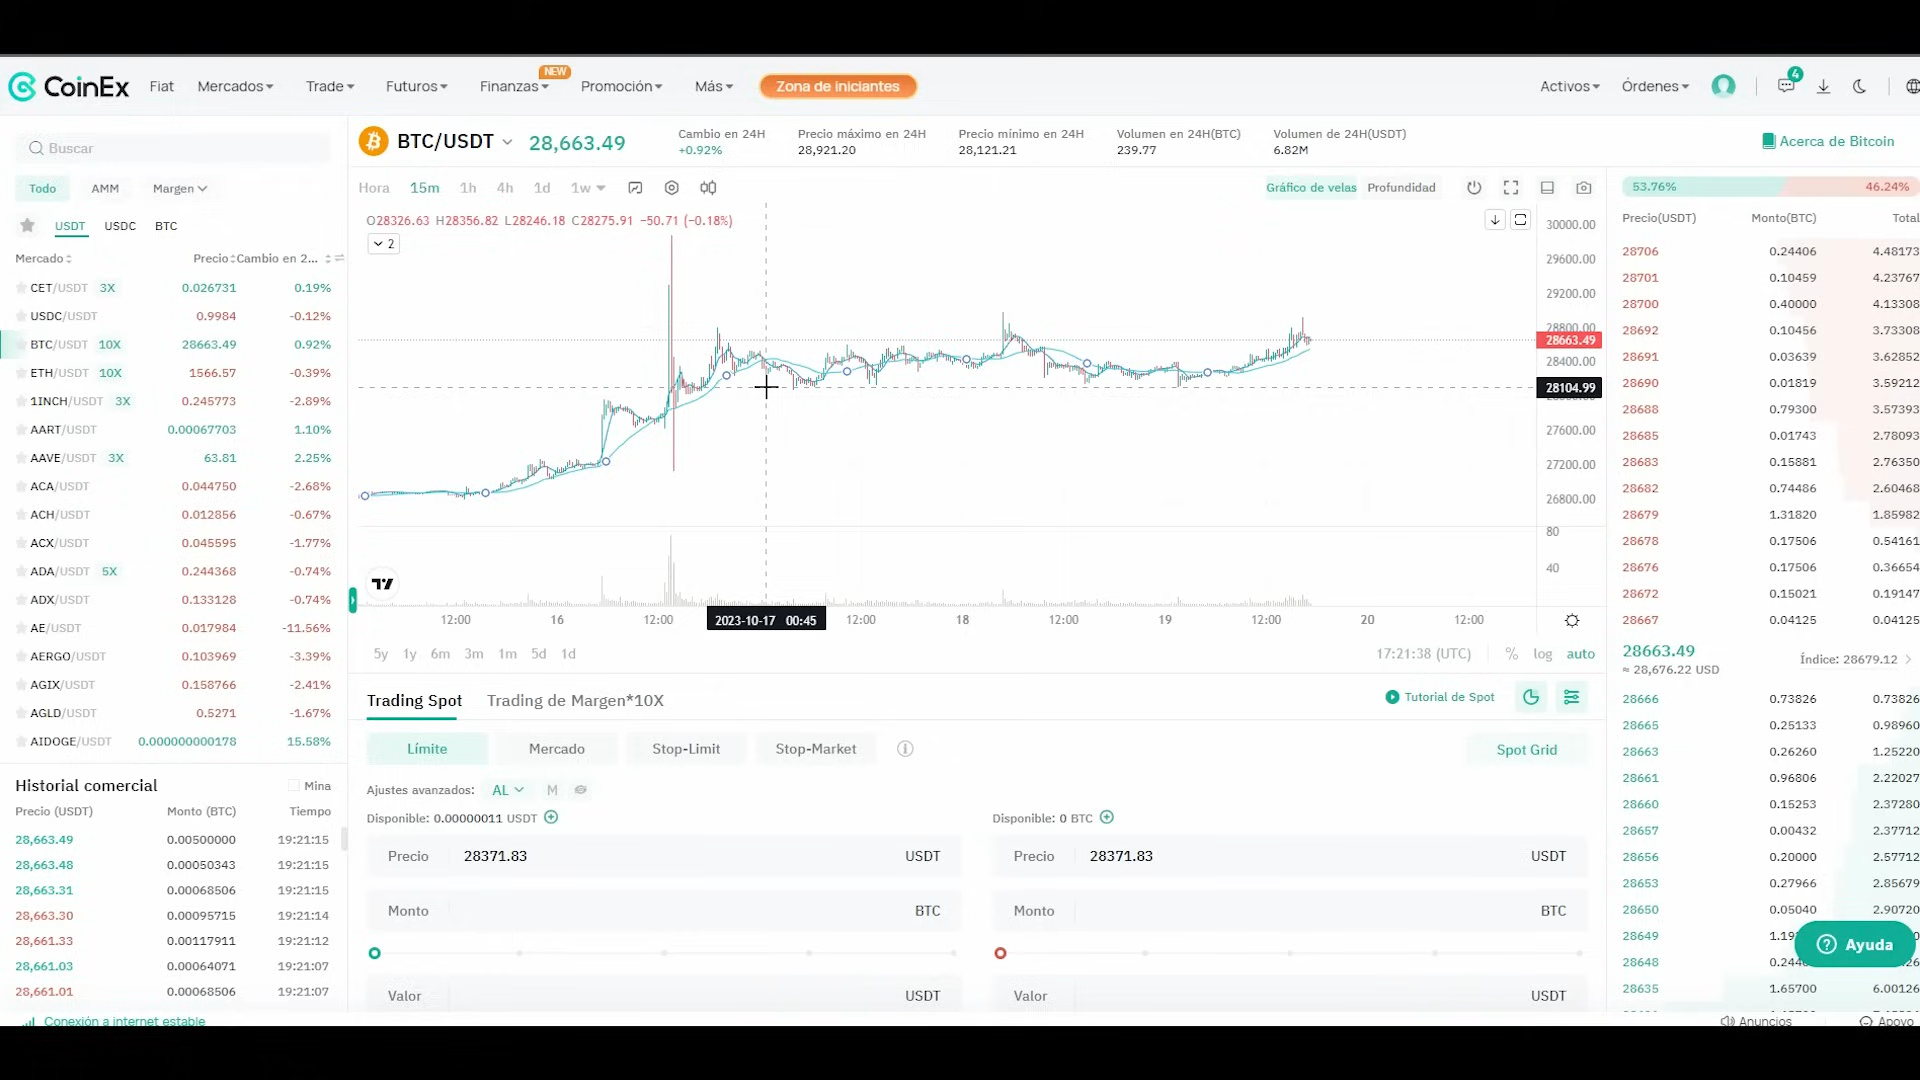 CoinEx Fiat Mercados Trade Futuros Finanzas NEW Promoción Más Zona de iniciantes Activos Órdenes 4
Buscar
Todo AMM Margen
USDT USDC BTC
Mercado Precio Cambio en 2...
CET/USDT 3X 0.026731 0.19%
USDC/USDT 0.9984 -0.12%
BTC/USDT 10X 28663.49 0.92%
ETH/USDT 10X 1566.57 -0.39%
1INCH/USDT 3X 0.245773 -2.89%
AART/USDT 0.00067703 1.10%
AAVE/USDT 3X 63.81 2.25%
ACA/USDT 0.044750 -2.68%
ACH/USDT 0.012856 -0.67%
ACX/USDT 0.045595 -1.77%
ADA/USDT 5X 0.244368 -0.74%
ADX/USDT 0.133128 -0.74%
AE/USDT 0.017984 -11.56%
AERGO/USDT 0.103969 -3.39%
AGIX/USDT 0.158766 -2.41%
AGLD/USDT 0.5271 -1.67%
AIDOGE/USDT 0.000000000178 15.58%
Historial comercial Mina
Precio (USDT) Monto (BTC) Tiempo
28,663.49 0.00500000 19:21:15
28,663.48 0.00050343 19:21:15
28,663.31 0.00068506 19:21:15
28,663.30 0.00095715 19:21:14
28,661.33 0.00117911 19:21:12
28,661.03 0.00064071 19:21:07
28,661.01 0.00068506 19:21:07
Conexión a internet estable
BTC/USDT 28,663.49
Cambio en 24H
+0.92%
Precio máximo en 24H
28,921.20
Precio mínimo en 24H
28,121.21
Volumen en 24H(BTC)
239.77
Volumen de 24H(USDT)
6.82M
Acerca de Bitcoin
Hora 15m 1h 4h 1d 1w Gráfico de velas Profundidad
O28326.63 H28356.82 L28246.18 C28275.91 −50.71 (−0.18%)
2
30000.00
29600.00
29200.00
28800.00
28663.49
28400.00
28104.99
27600.00
27200.00
26800.00
80
40
12:00 16 12:00 2023-10-17 00:45 12:00 18 12:00 19 12:00 20 12:00
5y 1y 6m 3m 1m 5d 1d 17:21:38 (UTC) % log auto
Trading Spot Trading de Margen*10X Tutorial de Spot
Límite Mercado Stop-Limit Stop-Market Spot Grid
Ajustes avanzados: AL M
Disponible: 0.00000011 USDT
Precio 28371.83 USDT
Monto BTC
Valor USDT
Disponible: 0 BTC
Precio 28371.83 USDT
Monto BTC
Valor USDT
53.76% 46.24%
Precio(USDT) Monto(BTC) Total
28706 0.24406 4.48173
28701 0.10459 4.23767
28700 0.40000 4.13308
28692 0.10456 3.73308
28691 0.03667 3.62852
28690 0.01819 3.59212
28688 0.79300 3.57393
28685 0.01743 2.78093
28683 0.15881 2.76350
28682 0.74486 2.60468
28679 1.31820 1.85982
28678 0.17506 0.54161
28676 0.17506 0.36654
28672 0.15021 0.19147
28667 0.04125 0.04125
28663.49
≈ 28,676.22 USD Índice: 28679.12
28666 0.73826 0.73826
28665 0.25133 0.98960
28663 0.26260 1.25220
28661 0.96806 2.22027
28660 0.15253 2.37280
28657 0.00432 2.37712
28656 0.20000 2.57712
28653 0.27966 2.85679
28650 0.05040 2.90720
28649
28648
28635 1.65700 6.00126
Ayuda
Anuncios Apoyo